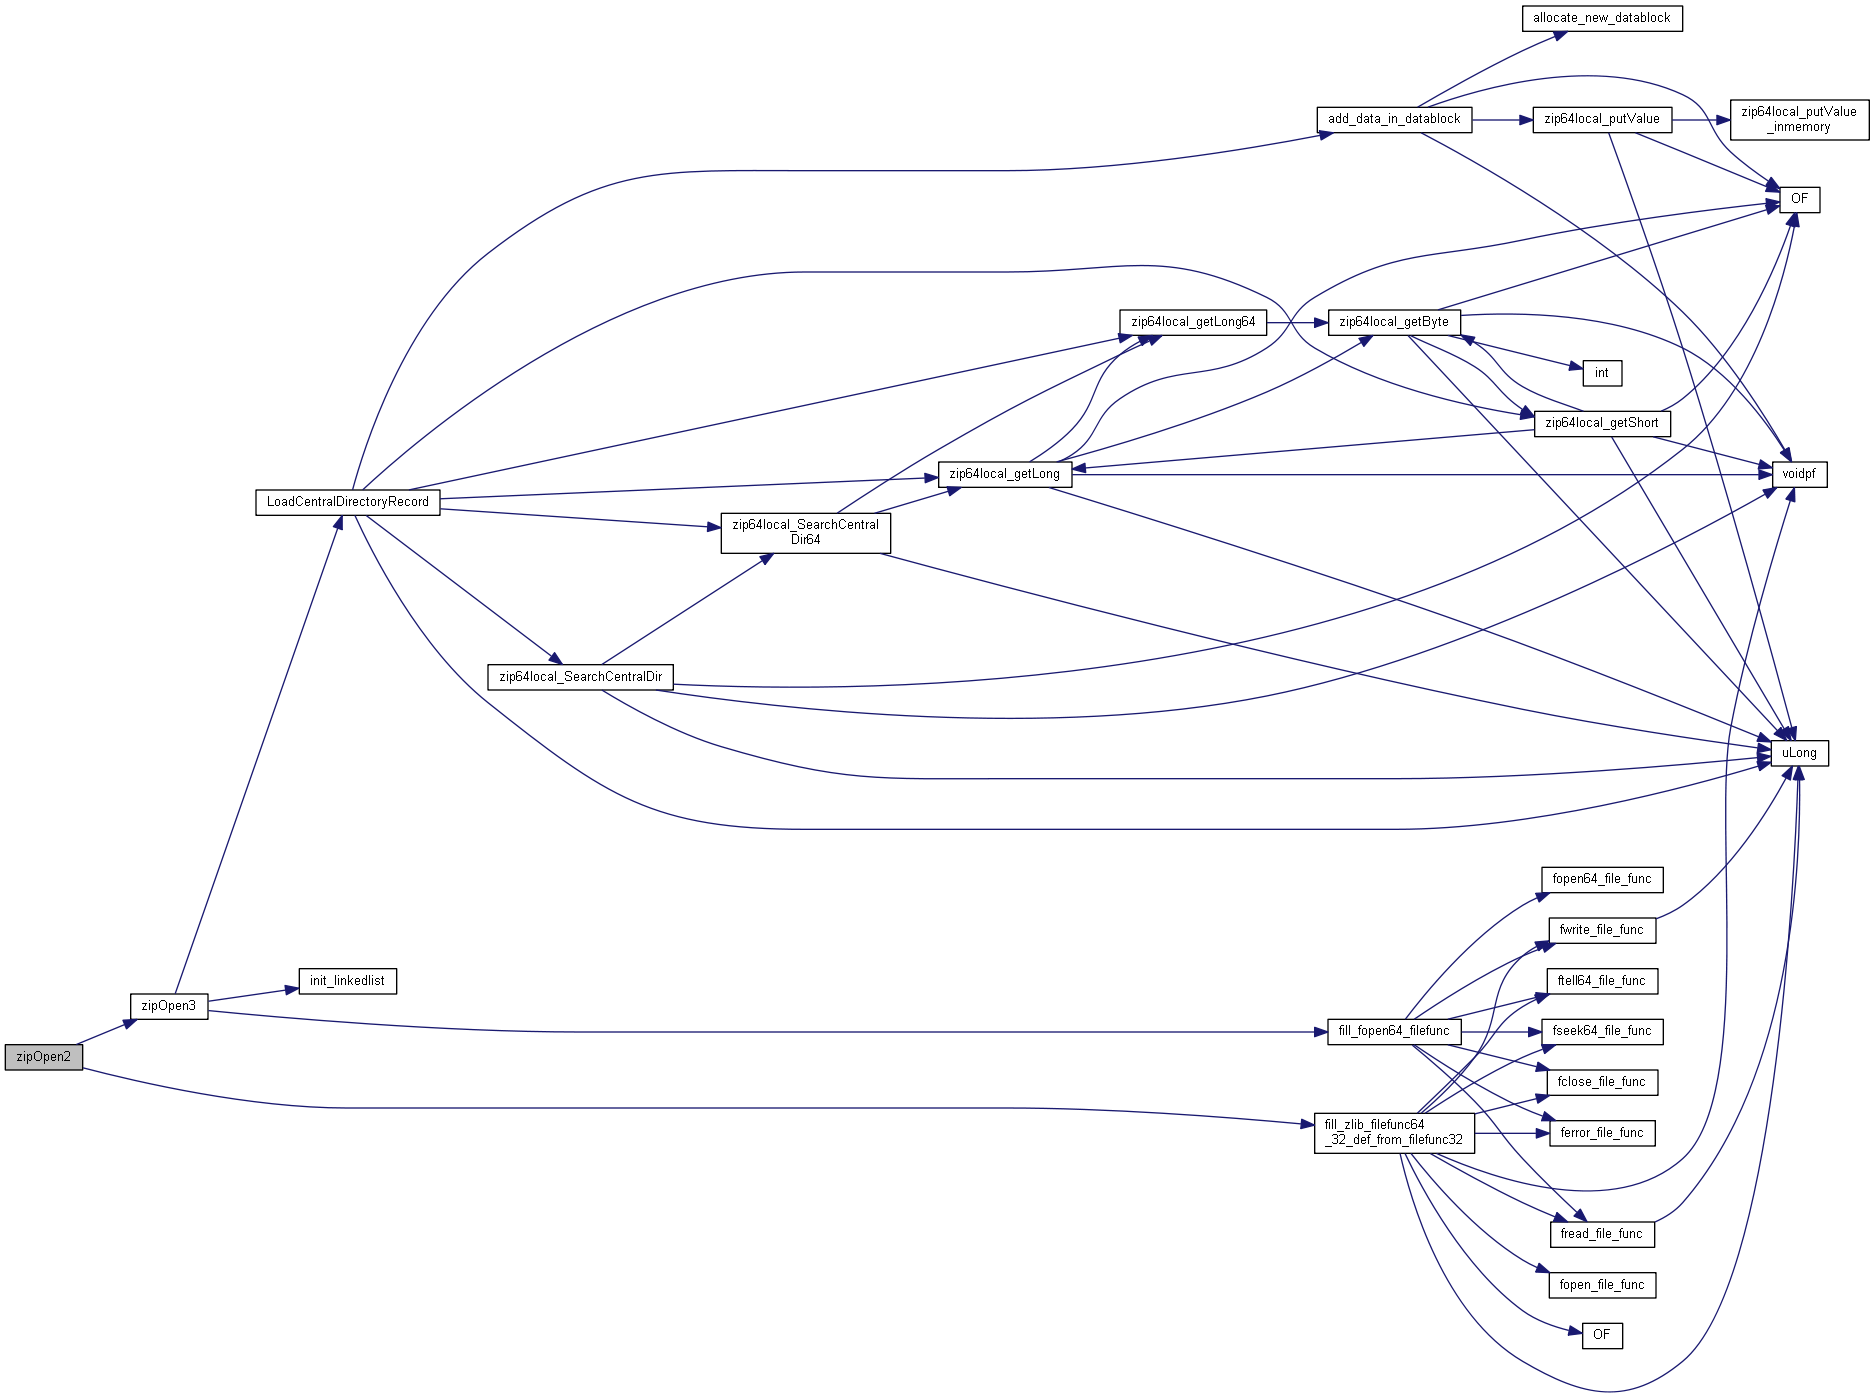 allocate_new_datablock
add_data_in_datablock
zip64local_putValue
zip64local_putValue
_inmemory
OF
zip64local_getLong64
zip64local_getByte
int
zip64local_getShort
zip64local_getLong
voidpf
LoadCentralDirectoryRecord
zip64local_SearchCentral
Dir64
zip64local_SearchCentralDir
uLong
fopen64_file_func
fwrite_file_func
init_linkedlist
ftell64_file_func
zipOpen3
fill_fopen64_filefunc
fseek64_file_func
zipOpen2
fclose_file_func
fill_zlib_filefunc64
_32_def_from_filefunc32
ferror_file_func
fread_file_func
fopen_file_func
OF